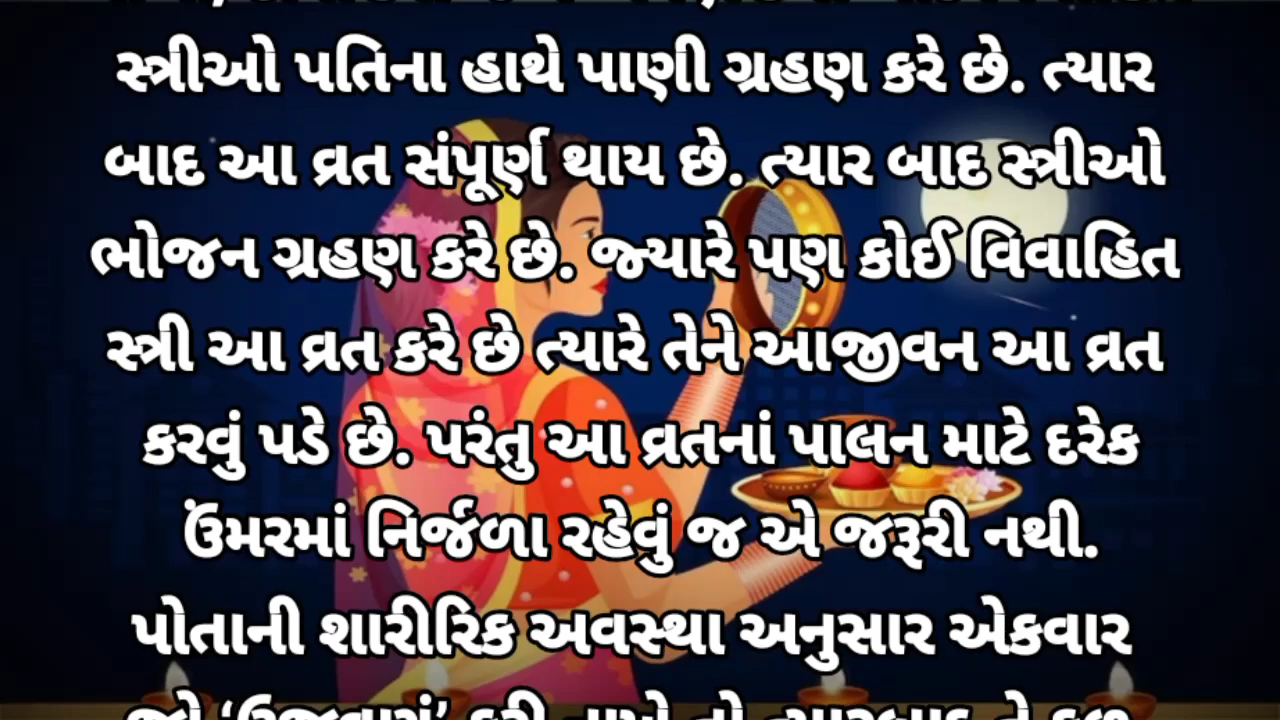 સ્ત્રીઓ પતિના હાથે પાણી ગ્રહણ કરે છે. ત્યાર
બાદ આ વ્રત સંપૂર્ણ થાય છે. ત્યાર બાદ સ્ત્રીઓ
ભોજન ગ્રહણ કરે છે. જ્યારે પણ કોઈ વિવાહિત
સ્ત્રી આ વ્રત કરે છે ત્યારે તેને આજીવન આ વ્રત
કરવું પડે છે. પરંતુ આ વ્રતનાં પાલન માટે દરેક
ઉંમરમાં નિર્જળા રહેવું જ એ જરૂરી નથી.
પોતાની શારીરિક અવસ્થા અનુસાર એકવાર